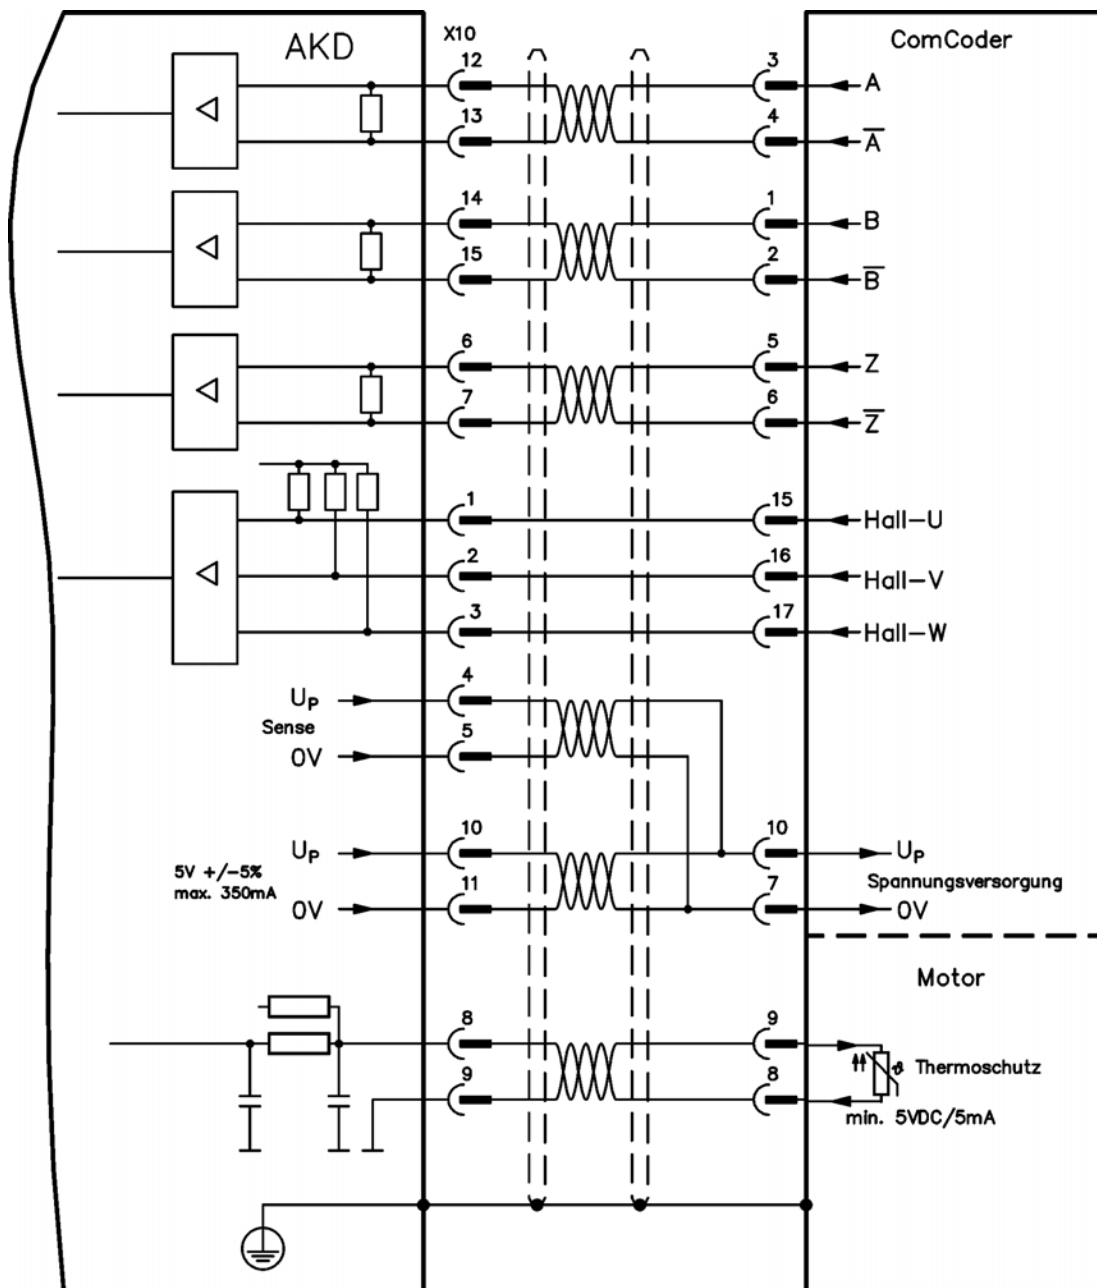 AKD
X10
ComCoder
12
3
A
13
4
A̅
14
1
B
15
2
B̅
6
5
Z
7
6
Z̅
1
15
Hall-U
2
16
Hall-V
3
17
Hall-W
UP
4
Sense
0V
5
UP
10
10
UP
5V +/-5%
max. 350mA
Spannungsversorgung
0V
11
7
0V
Motor
8
9
ϑ Thermoschutz
9
8
min. 5VDC/5mA